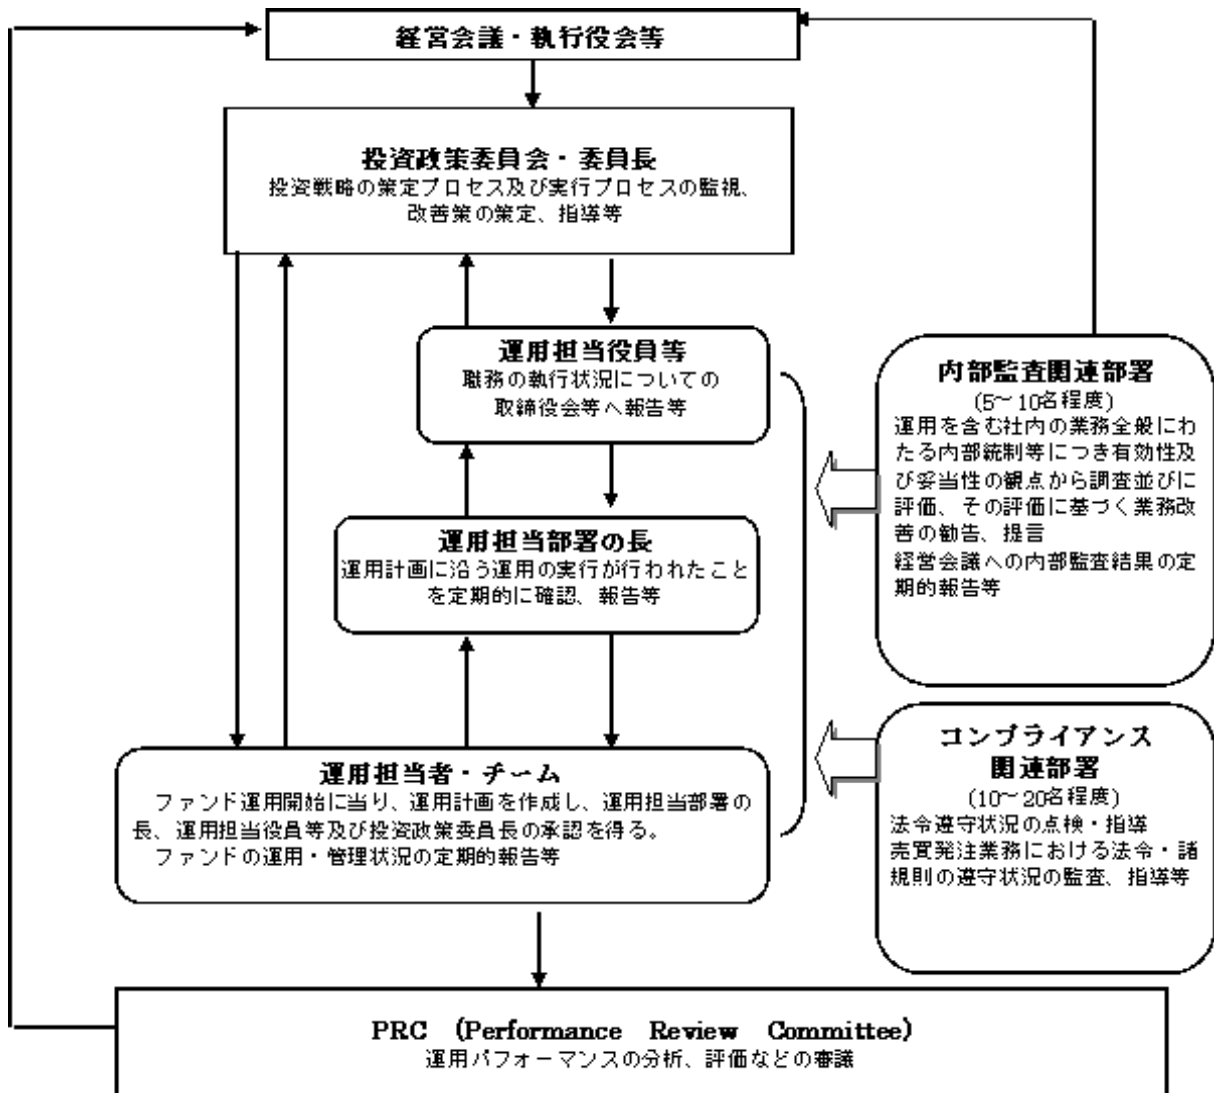 経営会議・執行役会等
投資政策委員会・委員長
投資戦略の策定プロセス及び実行プロセスの監視、
改善策の策定、指導等
運用担当役員等
職務の執行状況についての
取締役会等へ報告等
運用担当部署の長
運用計画に沿う運用の実行が行われたこと
を定期的に確認、報告等
運用担当者・チーム
ファンド運用開始に当り、運用計画を作成し、運用担当部署の
長、運用担当役員等及び投資政策委員長の承認を得る。
ファンドの運用・管理状況の定期的報告等
内部監査関連部署
(5～10名程度)
運用を含む社内の業務全般にわ
たる内部統制等につき有効性及
び妥当性の観点から調査並びに
評価、その評価に基づく業務改
善の勧告、提言
経営会議への内部監査結果の定
期的報告等
コンプライアンス
関連部署
(10～20名程度)
法令遵守状況の点検・指導
売買発注業務における法令・諸
規則の遵守状況の監査、指導等
PRC (Performance Review Committee)
運用パフォーマンスの分析、評価などの審議